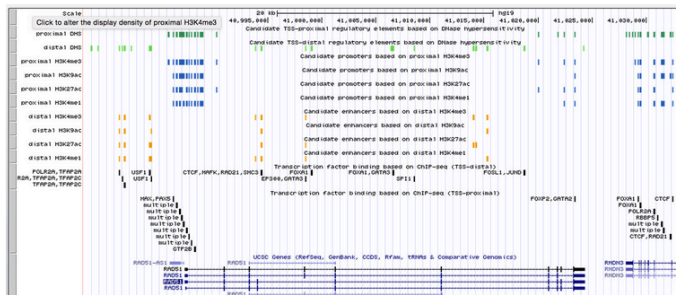 Scale
20 kb
hg19
Click to alter the display density of proximal H3K4me3
40,995,000
41,000,000
41,005,000
41,010,000
41,015,000
41,020,000
41,025,000
41,030,000
Candidate TSS-proximal regulatory elements based on DNase hypersensitivity
proximal DHS
Candidate TSS-distal regulatory elements based on DNase hypersensitivity
distal DHS
Candidate promoters based on proximal H3K4me3
proximal H3K4me3
Candidate promoters based on proximal H3K9ac
proximal H3K9ac
Candidate promoters based on proximal H3K27ac
proximal H3K27ac
Candidate promoters based on proximal H3K4me1
proximal H3K4me1
Candidate enhancers based on distal H3K4me3
distal H3K4me3
Candidate enhancers based on distal H3K9ac
distal H3K9ac
Candidate enhancers based on distal H3K27ac
distal H3K27ac
Candidate enhancers based on distal H3K4me1
distal H3K4me1
Transcription factor binding based on ChIP-seq (TSS-distal)
POLR2A,TFAP2A USF1 CTCF,MAFK,RAD21,SMC3 FOXA1 FOXA1,GATA3 FOSL1,JUND
R2A,TFAP2A,TFAP2C USF1 EP300,GATA3 SPI1
TFAP2A,TFAP2C
Transcription factor binding based on ChIP-seq (TSS-proximal)
MAX,PAX5 FOXP2,GATA2 FOXA1 CTCF
multiple FOXA1
multiple POLR2A
multiple RBBP5
multiple multiple
multiple CTCF,RAD21
GTF2B
UCSC Genes (RefSeq, GenBank, CCDS, Rfam, tRNAs & Comparative Genomics)
RAD51-AS1 RAD51 RMDN3
RAD51 RMDN3
RAD51
RAD51
RAD51
RAD51